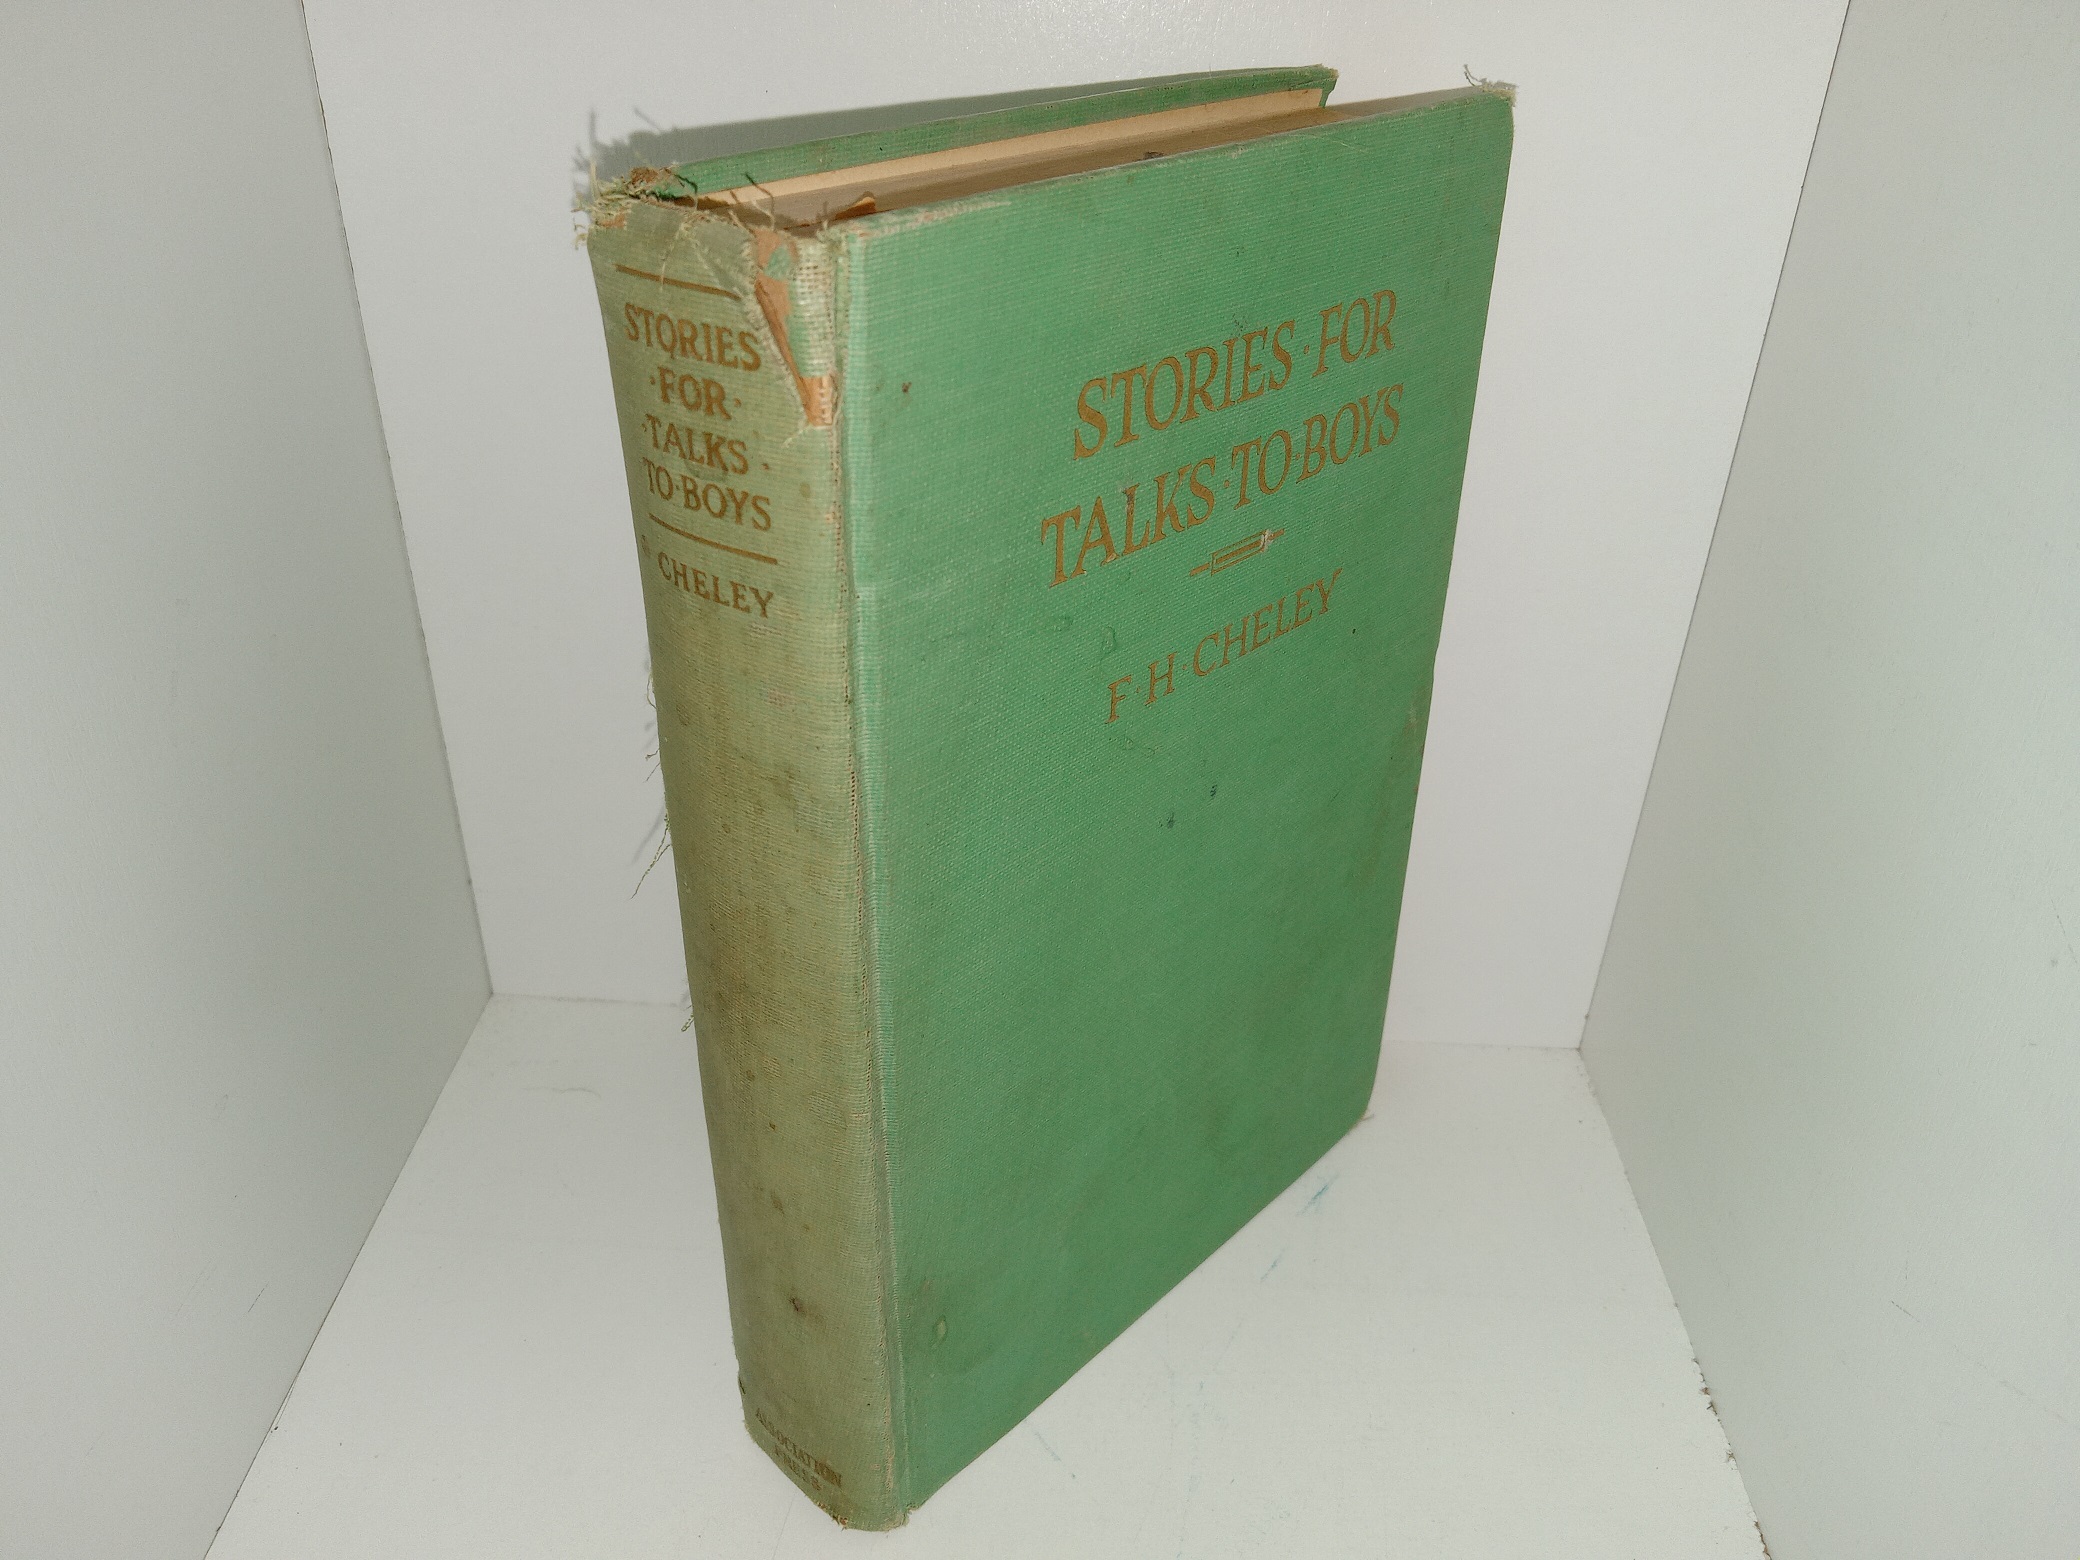 STORIES
·FOR·
·TALKS·
TO·BOYS
CHELEY
ASSOCIATION
PRESS
STORIES·FOR
TALKS·TO·BOYS
F·H·CHELEY